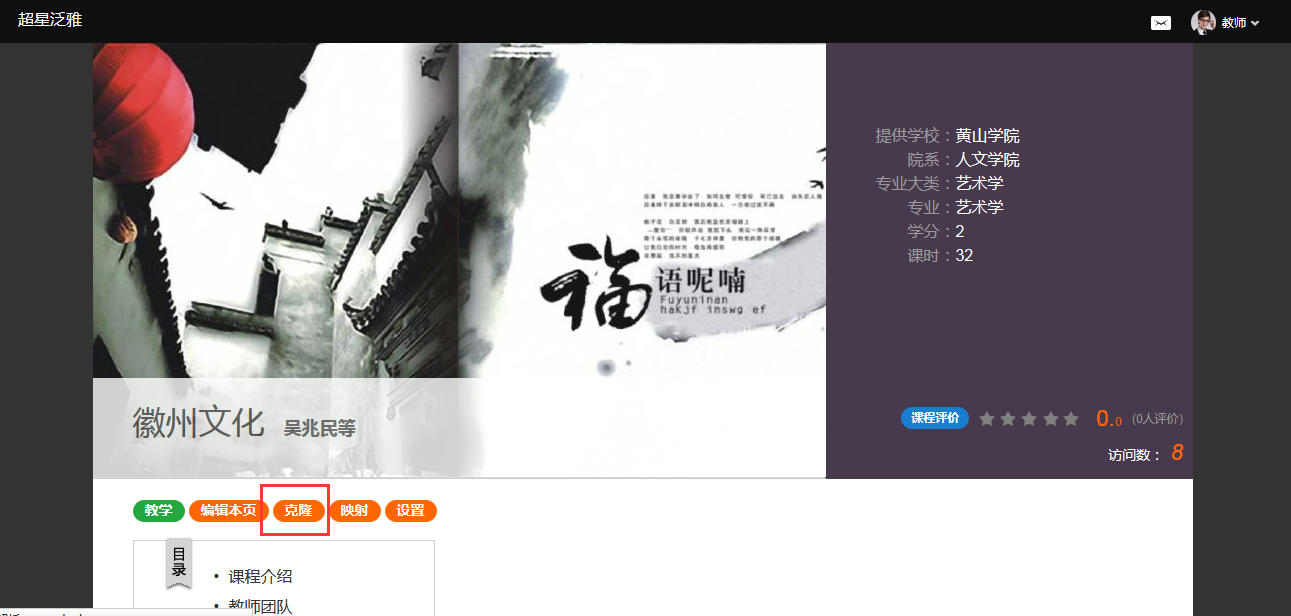 超星泛雅
教师
提供学校：黄山学院
院系：人文学院
专业大类：艺术学
专业：艺术学
学分：2
课时：32
福
语呢喃
Fuyuninan
hakjf inswg ef
徽州文化 吴兆民等
课程评价 0.0 (0人评价)
访问数： 8
教学 编辑本页 克隆 映射 设置
目录
• 课程介绍
• 教师团队